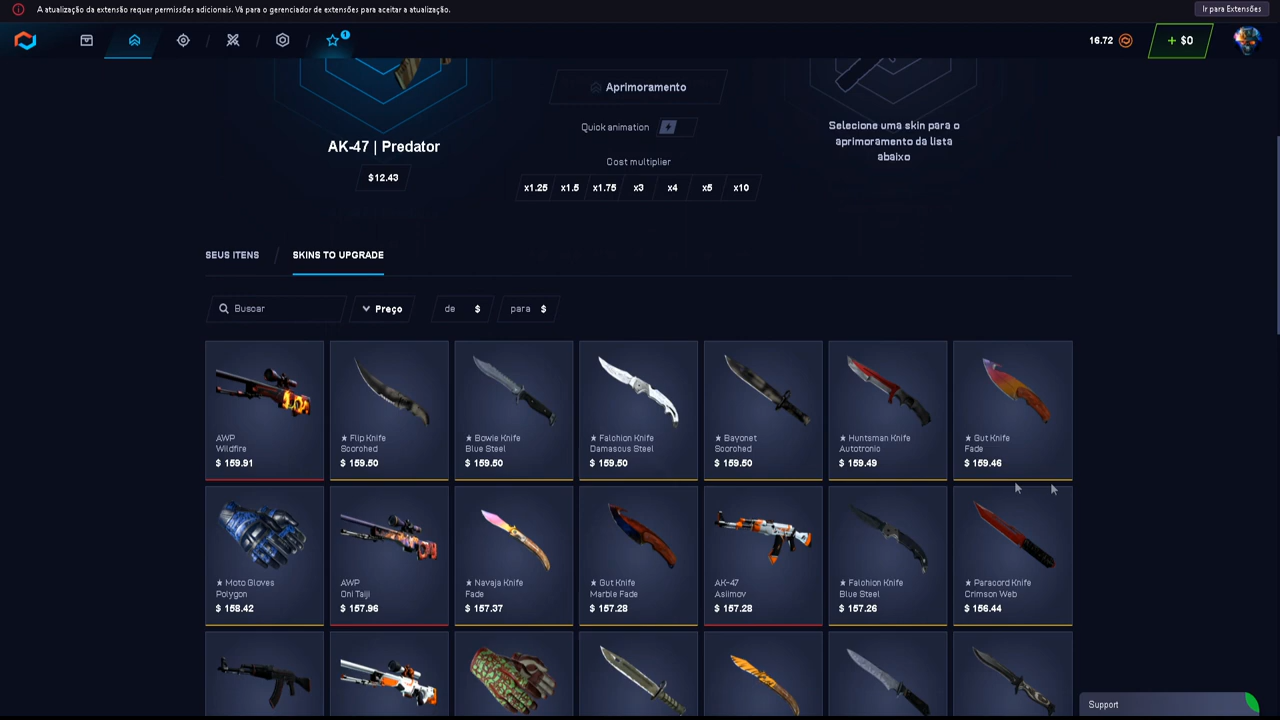 A atualização da extensão requer permissões adicionais. Vá para o gerenciador de extensões para aceitar a atualização.
Ir para Extensões
1
16.72
+ $0
Aprimoramento
Quick animation
Cost multiplier
x1.25 x1.5 x1.75 x3 x4 x5 x10
AK-47 | Predator
$12.43
Selecione uma skin para o
aprimoramento da lista
abaixo
SEUS ITENS / SKINS TO UPGRADE
Buscar
Preço
de $
para $
AWP
Wildfire
$ 159.91
★ Flip Knife
Scorched
$ 159.50
★ Bowie Knife
Blue Steel
$ 159.50
★ Falchion Knife
Damascus Steel
$ 159.50
★ Bayonet
Scorched
$ 159.50
★ Huntsman Knife
Autotronic
$ 159.49
★ Gut Knife
Fade
$ 159.46
★ Moto Gloves
Polygon
$ 158.42
AWP
Oni Taiji
$ 157.96
★ Navaja Knife
Fade
$ 157.37
★ Gut Knife
Marble Fade
$ 157.28
AK-47
Asiimov
$ 157.28
★ Falchion Knife
Blue Steel
$ 157.26
★ Paracord Knife
Crimson Web
$ 156.44
Support